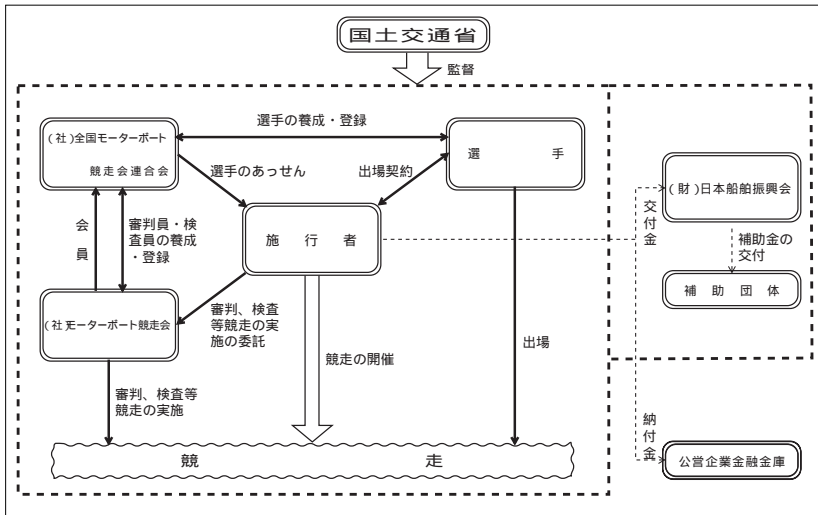 国土交通省
監督
(社)全国モーターボート
競走会連合会
選手の養成・登録
選手
選手のあっせん
出場契約
会員
審判員・検
査員の養成
・登録
施行者
交付金
(財)日本船舶振興会
補助金の
交付
補助団体
(社)モーターボート競走会
審判、検査
等競走の実
施の委託
競走の開催
出場
審判、検査等
競走の実施
納付金
競走
公営企業金融金庫